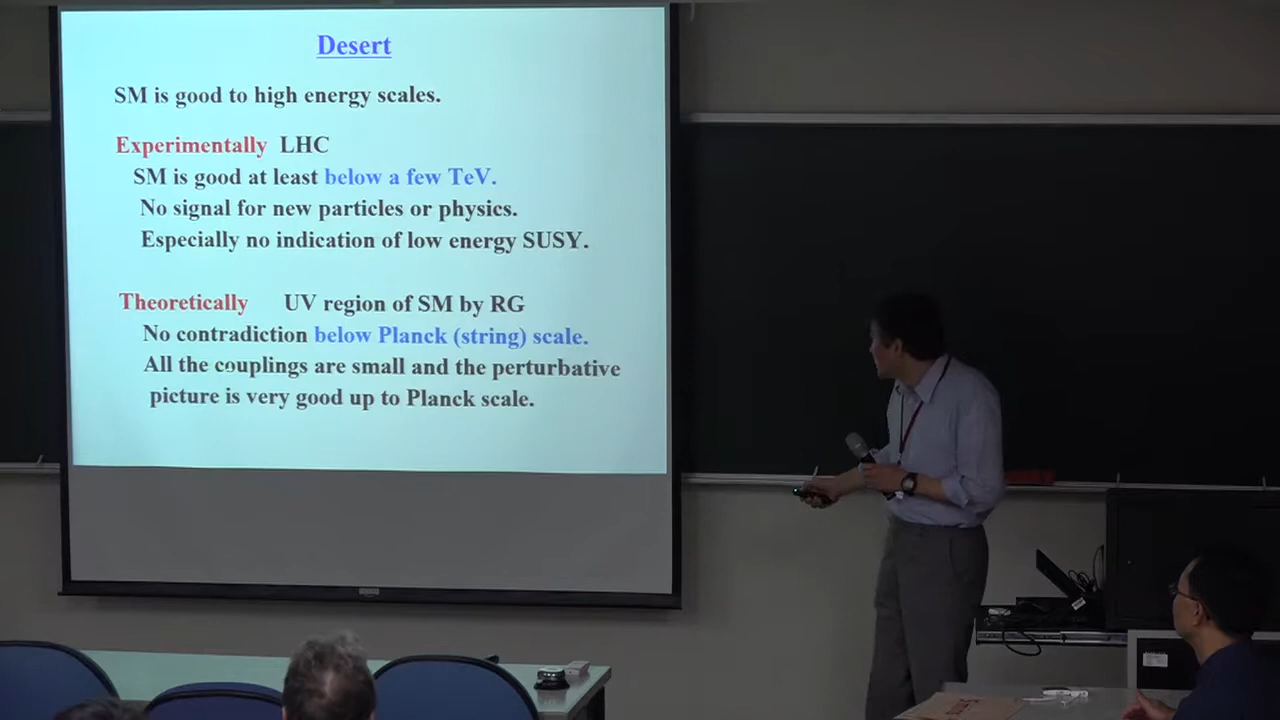 Desert
SM is good to high energy scales.
Experimentally LHC
SM is good at least below a few TeV.
No signal for new particles or physics.
Especially no indication of low energy SUSY.
Theoretically UV region of SM by RG
No contradiction below Planck (string) scale.
All the couplings are small and the perturbative
picture is very good up to Planck scale.